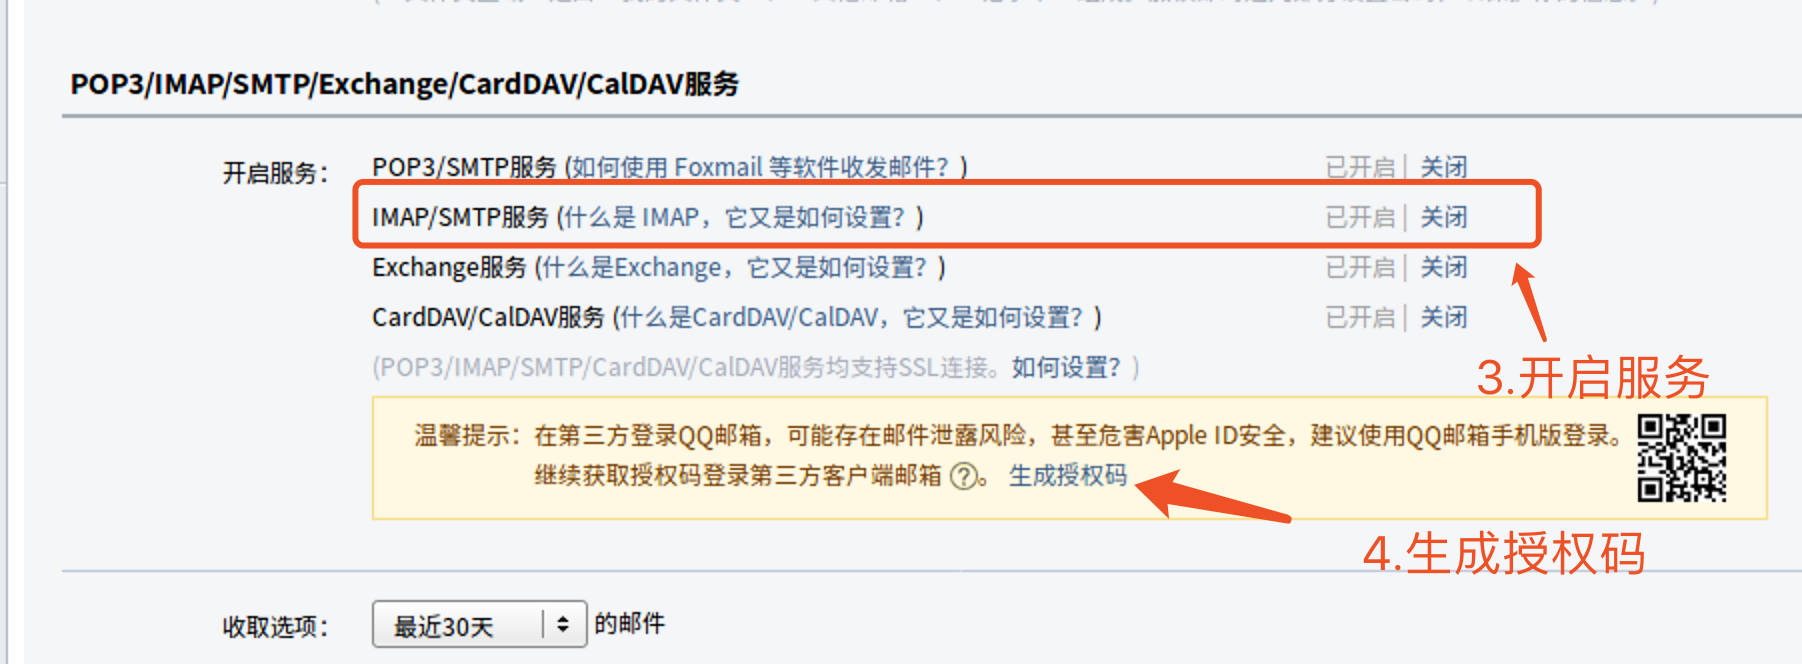 POP3/IMAP/SMTP/Exchange/CardDAV/CalDAV服务
开启服务： POP3/SMTP服务 (如何使用 Foxmail 等软件收发邮件？) 已开启 | 关闭
IMAP/SMTP服务 (什么是 IMAP，它又是如何设置？) 已开启 | 关闭
Exchange服务 (什么是Exchange，它又是如何设置？) 已开启 | 关闭
CardDAV/CalDAV服务 (什么是CardDAV/CalDAV，它又是如何设置？) 已开启 | 关闭
(POP3/IMAP/SMTP/CardDAV/CalDAV服务均支持SSL连接。如何设置？)
3.开启服务
温馨提示：在第三方登录QQ邮箱，可能存在邮件泄露风险，甚至危害Apple ID安全，建议使用QQ邮箱手机版登录。
继续获取授权码登录第三方客户端邮箱 ? 。 生成授权码
4.生成授权码
收取选项： 最近30天 的邮件